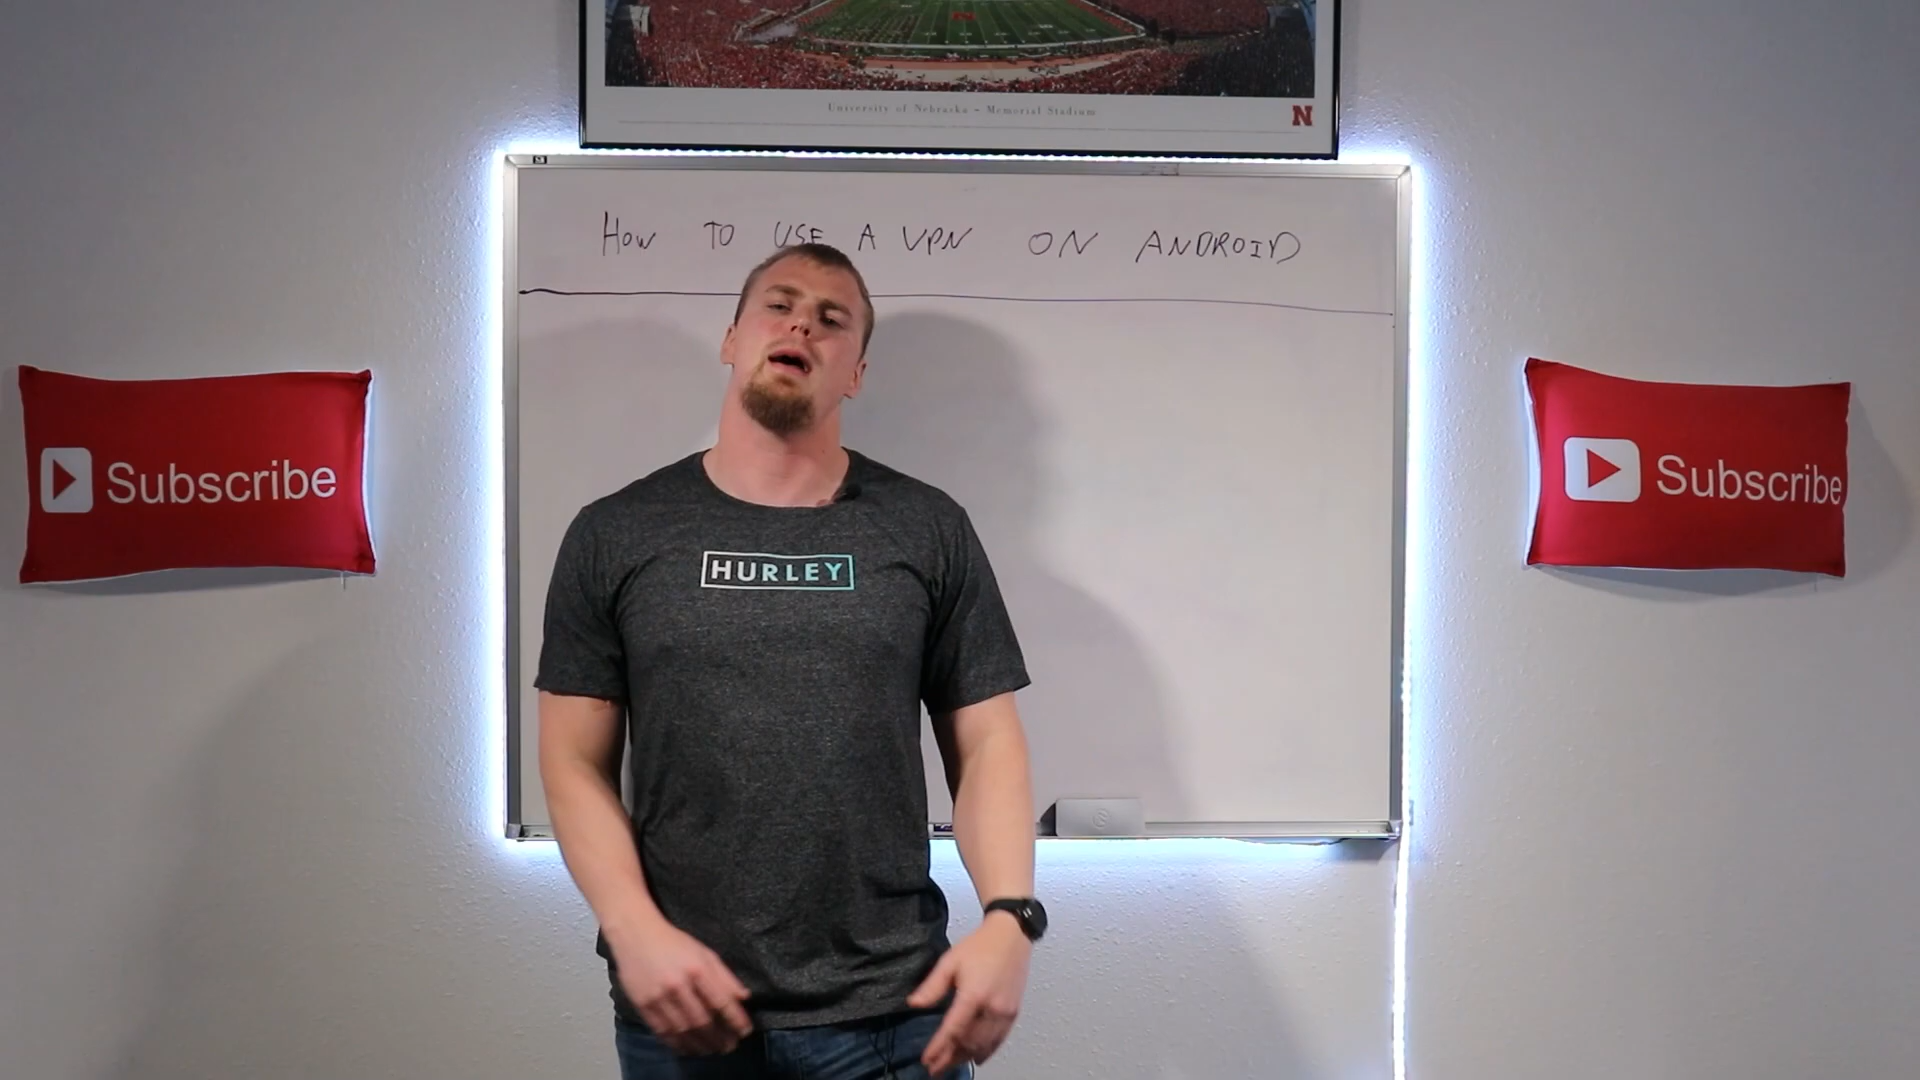 University of Nebraska - Memorial Stadium
N
HOW TO USE A VPN ON ANDROID
Subscribe
Subscribe
HURLEY